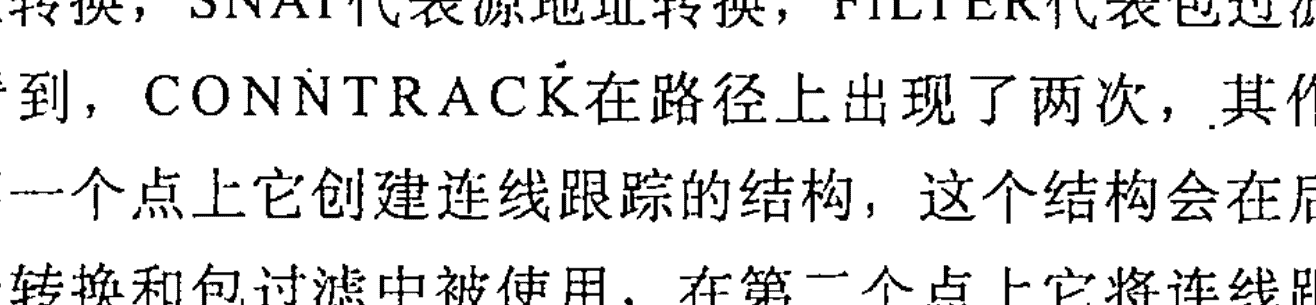 转换，SNAT代表源地址转换，FILTER代表包过滤
到，CONNTRACK在路径上出现了两次，其作
一个点上它创建连线跟踪的结构，这个结构会在后
转换和包过滤中被使用，在第二个点上它将连线跟